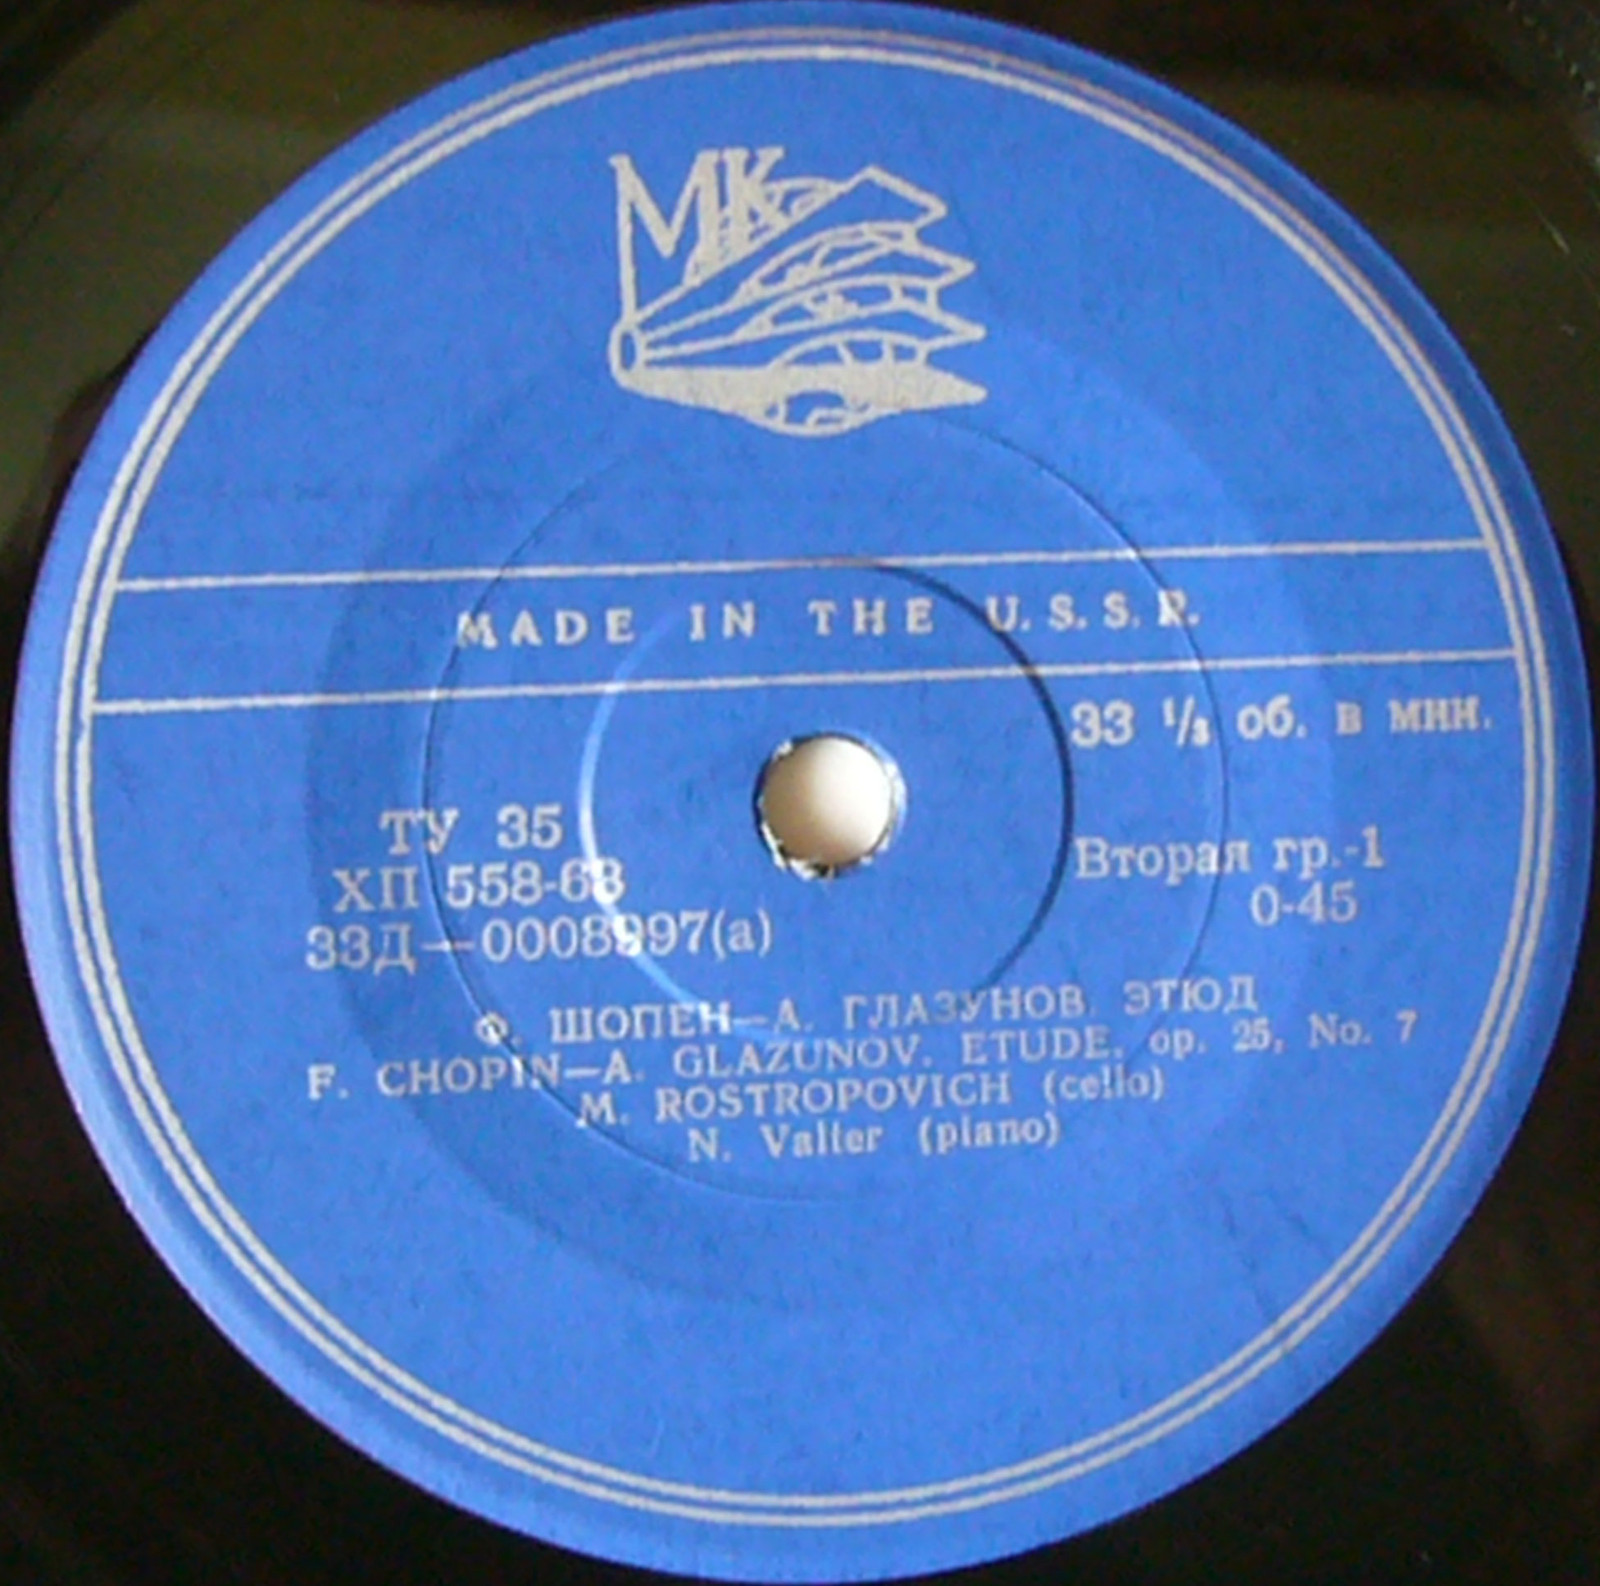 МК
MADE IN THE U.S.S.R.
33 ⅓ об. в мин.
ТУ 35
ХП 558-63
Вторая гр.-1
0-45
33Д—0008997(а)
Ф. ШОПЕН—А. ГЛАЗУНОВ. ЭТЮД
F. CHOPIN—A. GLAZUNOV. ETUDE, op. 25, No. 7
M. ROSTROPOVICH (cello)
N. Valter (piano)